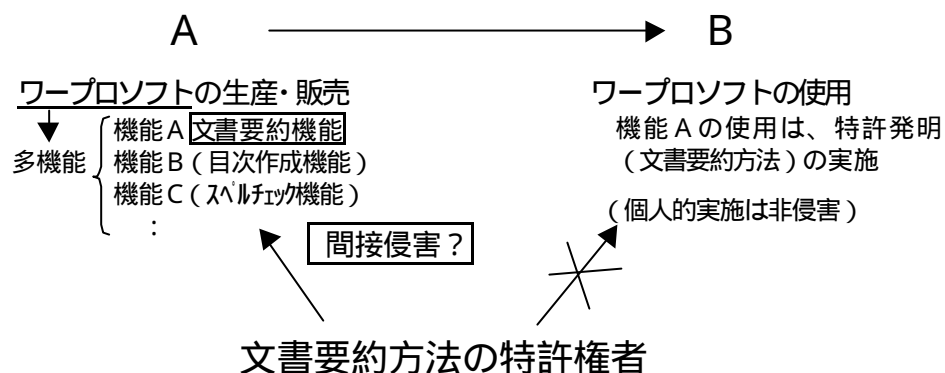 A
B
ワープロソフトの生産・販売
多機能
機能A 文書要約機能
機能B(目次作成機能)
機能C(ｽﾍﾟﾙﾁｪｯｸ機能)
:
ワープロソフトの使用
機能Aの使用は、特許発明
(文書要約方法)の実施
(個人的実施は非侵害)
間接侵害?
文書要約方法の特許権者